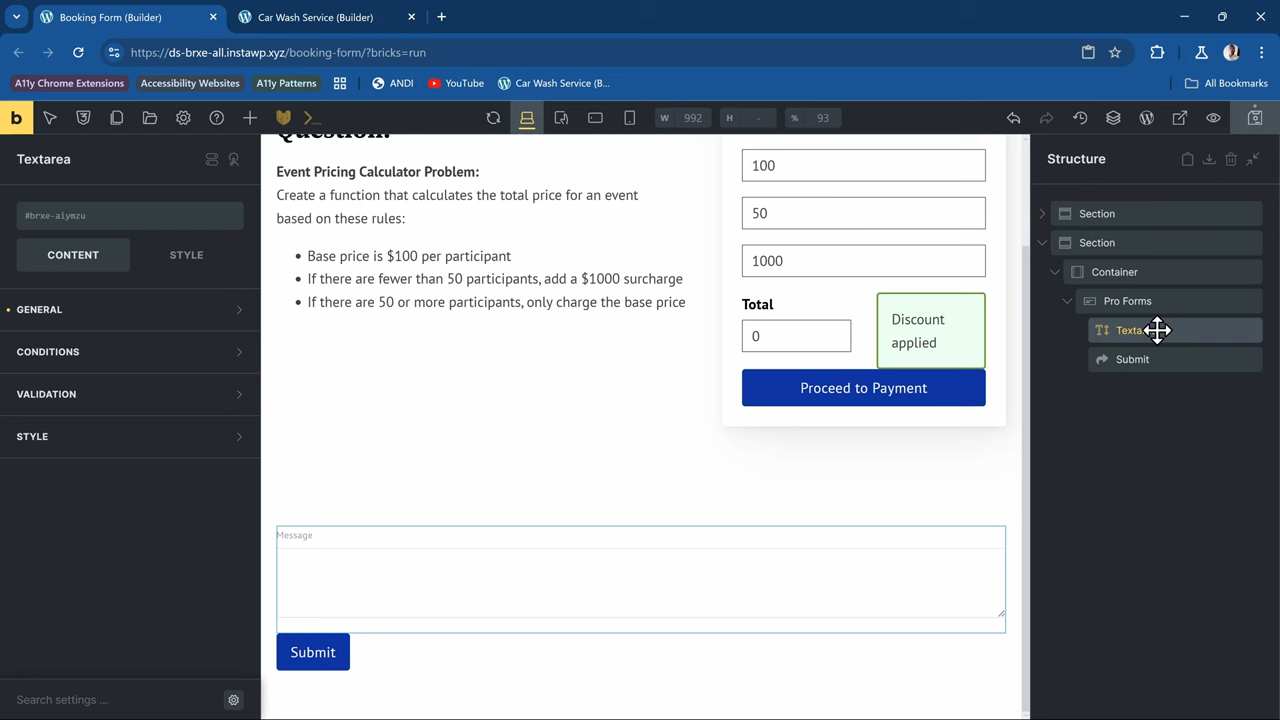 Booking Form (Builder)
Car Wash Service (Builder)
https://ds-brxe-all.instawp.xyz/booking-form/?bricks=run
A11y Chrome Extensions
Accessibility Websites
A11y Patterns
ANDI
YouTube
Car Wash Service (B...
All Bookmarks
b
W 992
H -
% 93
Textarea
#brxe-aiymzu
CONTENT
STYLE
GENERAL
CONDITIONS
VALIDATION
STYLE
Search settings ...
Question:
Event Pricing Calculator Problem:
Create a function that calculates the total price for an event
based on these rules:
• Base price is $100 per participant
• If there are fewer than 50 participants, add a $1000 surcharge
• If there are 50 or more participants, only charge the base price
100
50
1000
Total
0
Discount
applied
Proceed to Payment
Message
Submit
Structure
Section
Section
Container
Pro Forms
Submit